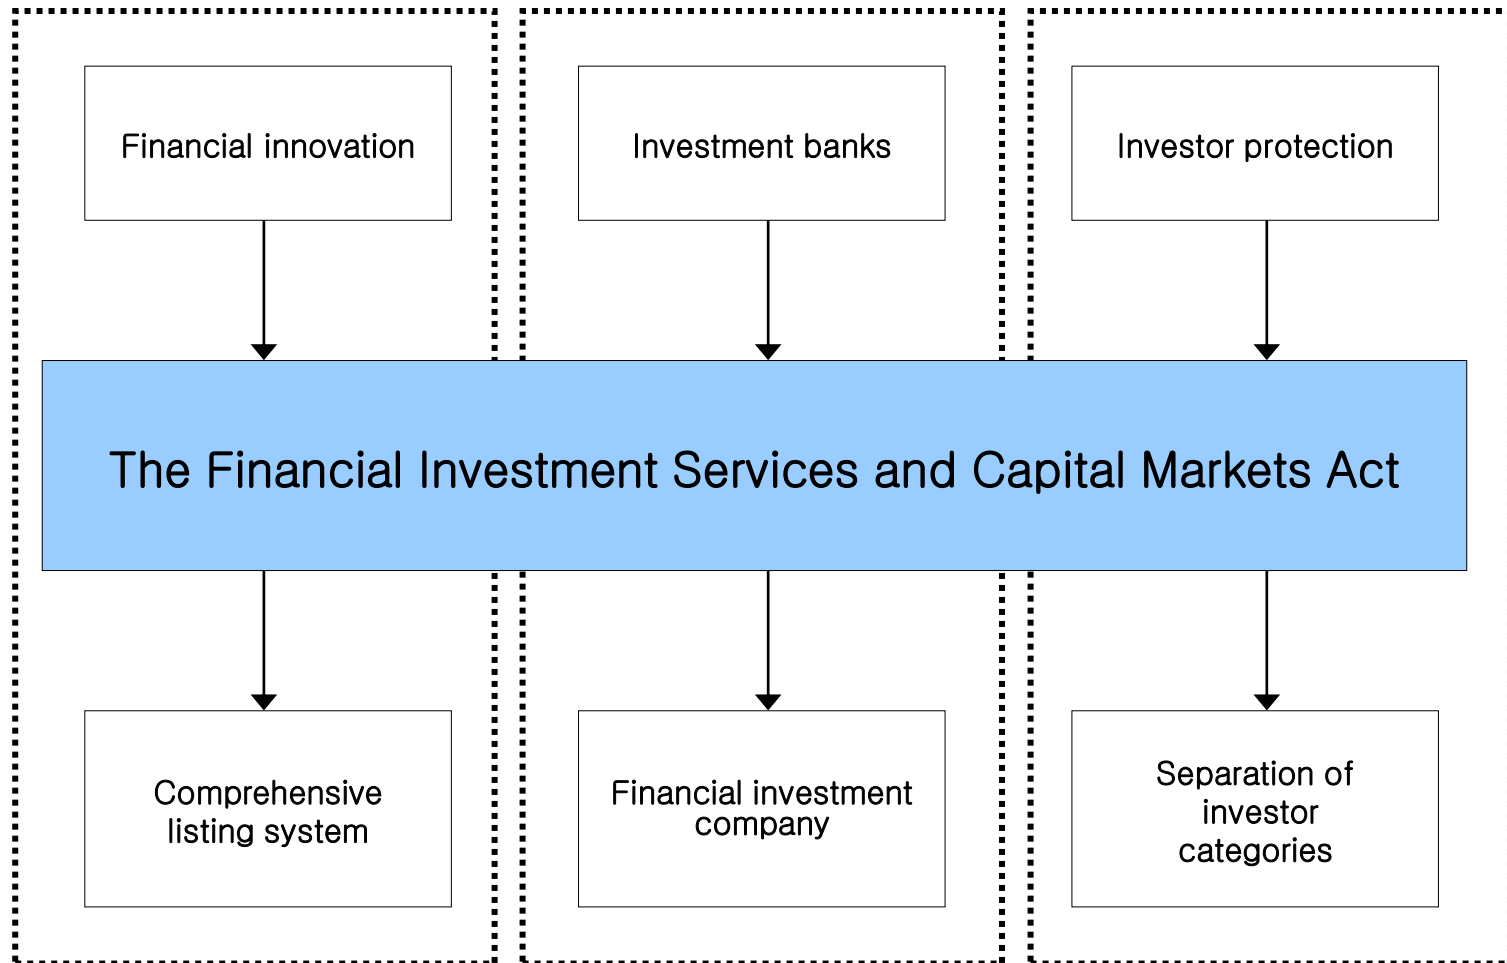 Financial innovation
Investment banks
Investor protection
The Financial Investment Services and Capital Markets Act
Comprehensive
listing system
Financial investment
company
Separation of
investor
categories